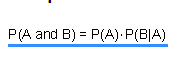 P(A and B) = P(A)·P(B|A)